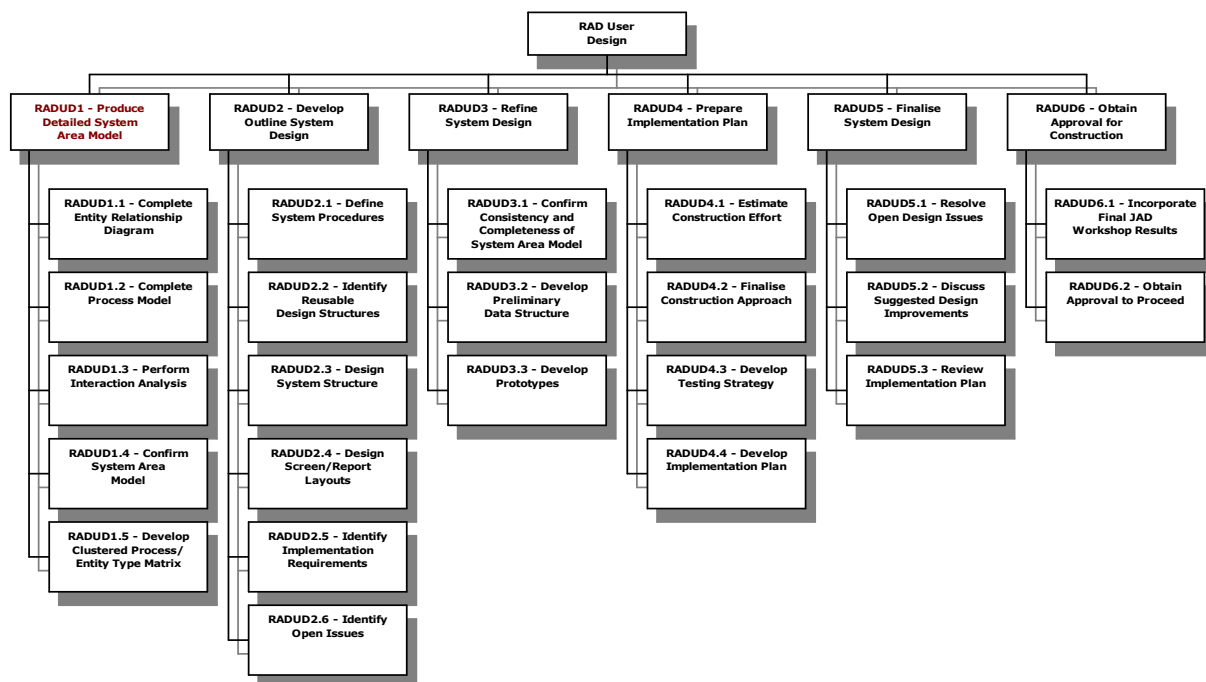 RAD User
Design
RADUD1 - Produce
Detailed System
Area Model
RADUD2 - Develop
Outline System
Design
RADUD3 - Refine
System Design
RADUD4 - Prepare
Implementation Plan
RADUD5 - Finalise
System Design
RADUD6 - Obtain
Approval for
Construction
RADUD1.1 - Complete
Entity Relationship
Diagram
RADUD1.2 - Complete
Process Model
RADUD1.3 - Perform
Interaction Analysis
RADUD1.4 - Confirm
System Area
Model
RADUD1.5 - Develop
Clustered Process/
Entity Type Matrix
RADUD2.1 - Define
System Procedures
RADUD2.2 - Identify
Reusable
Design Structures
RADUD2.3 - Design
System Structure
RADUD2.4 - Design
Screen/Report
Layouts
RADUD2.5 - Identify
Implementation
Requirements
RADUD2.6 - Identify
Open Issues
RADUD3.1 - Confirm
Consistency and
Completeness of
System Area Model
RADUD3.2 - Develop
Preliminary
Data Structure
RADUD3.3 - Develop
Prototypes
RADUD4.1 - Estimate
Construction Effort
RADUD4.2 - Finalise
Construction Approach
RADUD4.3 - Develop
Testing Strategy
RADUD4.4 - Develop
Implementation Plan
RADUD5.1 - Resolve
Open Design Issues
RADUD5.2 - Discuss
Suggested Design
Improvements
RADUD5.3 - Review
Implementation Plan
RADUD6.1 - Incorporate
Final JAD
Workshop Results
RADUD6.2 - Obtain
Approval to Proceed